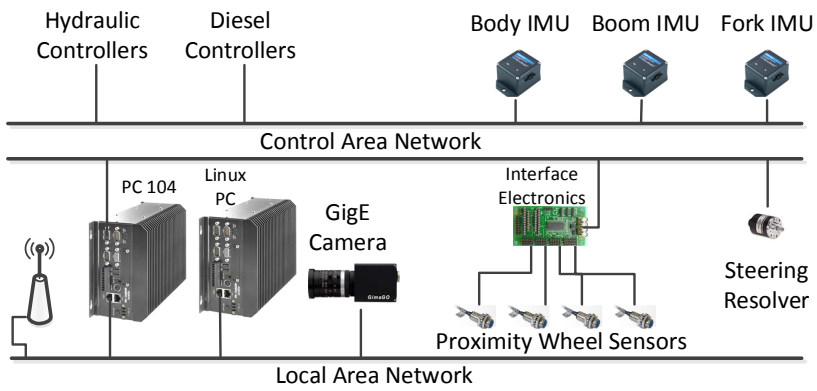 Hydraulic
Controllers
Diesel
Controllers
Body IMU
Boom IMU
Fork IMU
Control Area Network
PC 104
Linux
PC
GigE
Camera
GimaGO
Interface
Electronics
Steering
Resolver
Proximity Wheel Sensors
Local Area Network